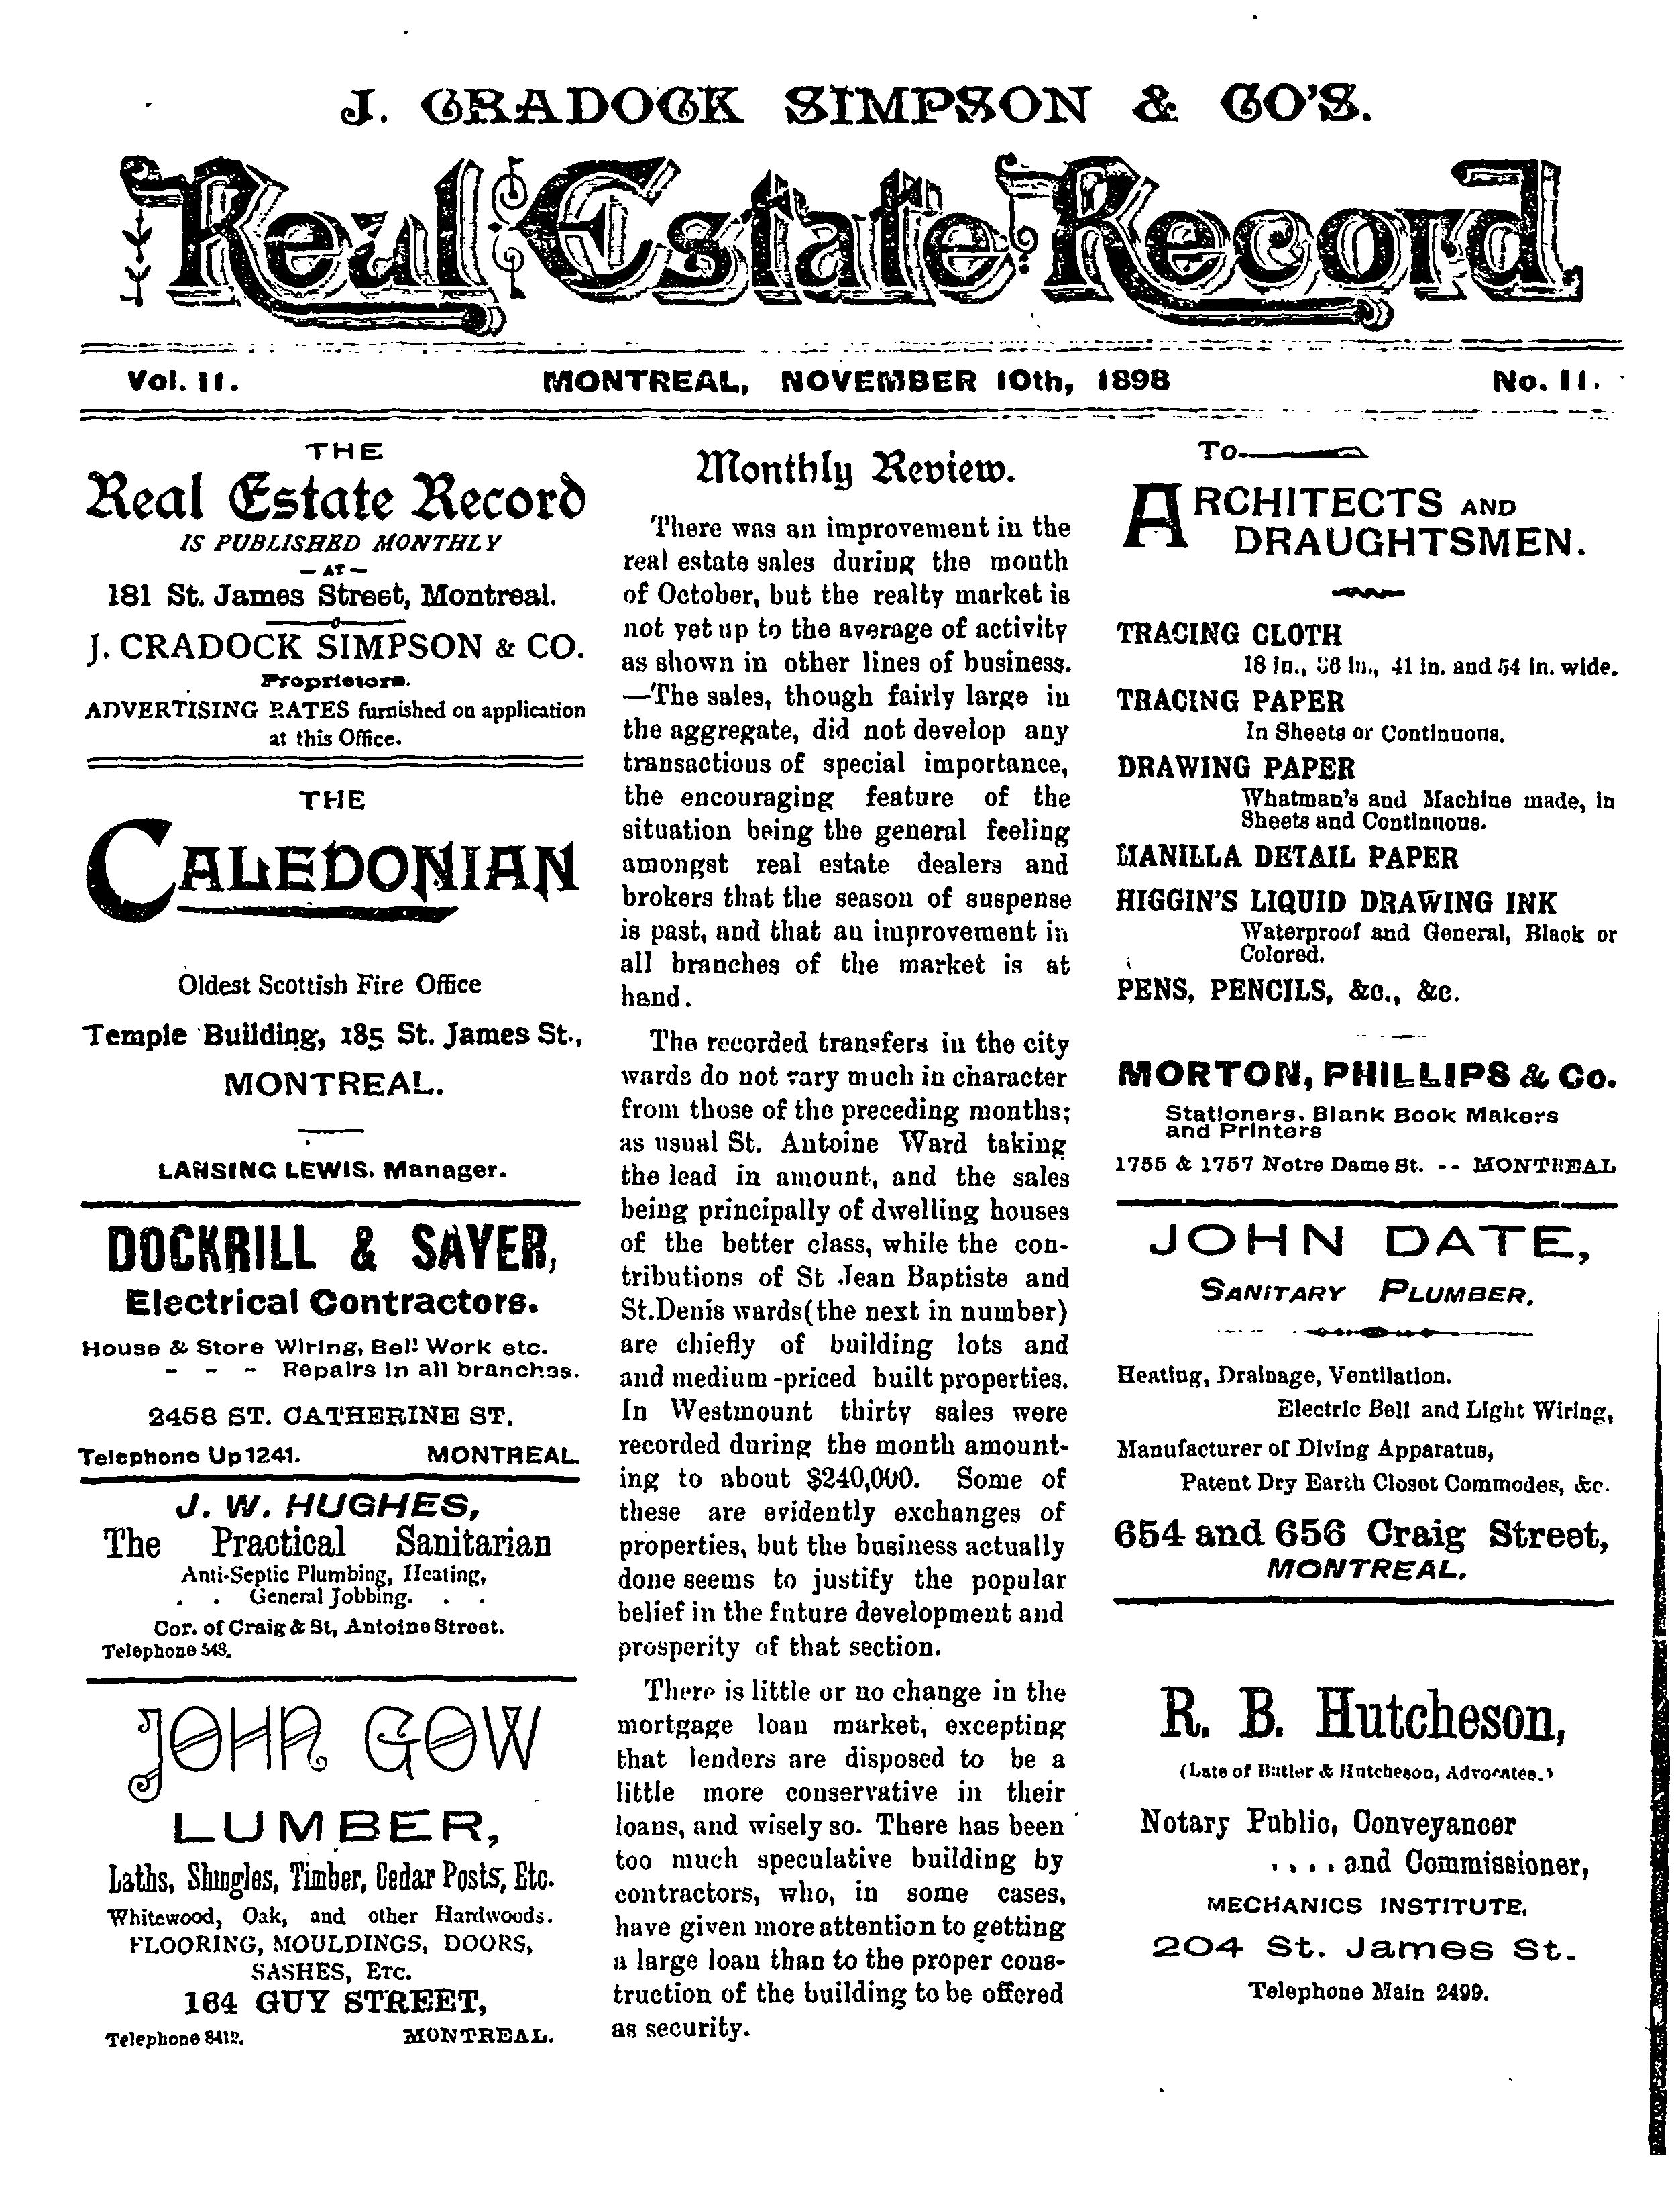 J. CRADOCK SIMPSON & CO'S.
Real Estate Record
Vol. 11.
MONTREAL, NOVEMBER 10th, 1898
No. 11.
THE
Real Estate Record
IS PUBLISHED MONTHLY
— AT —
181 St. James Street, Montreal.
J. CRADOCK SIMPSON & CO.
Proprietors.
ADVERTISING RATES furnished on application
at this Office.
THE
CALEDONIAN
Oldest Scottish Fire Office
Temple Building, 185 St. James St.,
MONTREAL.
LANSING LEWIS. Manager.
DOCKRILL & SAYER,
Electrical Contractors.
House & Store Wiring, Bell Work etc.
- - - Repairs in all branches.
2458 ST. CATHERINE ST.
Telephone Up 1241. MONTREAL.
J. W. HUGHES,
The Practical Sanitarian
Anti-Septic Plumbing, Heating,
. . General Jobbing. . .
Cor. of Craig & St, Antoine Street.
Telephone 548.
JOHN GOW
LUMBER,
Laths, Shingles, Timber, Cedar Posts, Etc.
Whitewood, Oak, and other Hardwoods.
FLOORING, MOULDINGS, DOORS,
SASHES, ETC.
164 GUY STREET,
Telephone 8412. MONTREAL.
Monthly Review.
There was an improvement in the
real estate sales during the month
of October, but the realty market is
not yet up to the average of activity
as shown in other lines of business.
—The sales, though fairly large in
the aggregate, did not develop any
transactions of special importance,
the encouraging feature of the
situation being the general feeling
amongst real estate dealers and
brokers that the season of suspense
is past, and that an improvement in
all branches of the market is at
hand.
The recorded transfers in the city
wards do not vary much in character
from those of the preceding months;
as usual St. Antoine Ward taking
the lead in amount, and the sales
being principally of dwelling houses
of the better class, while the con-
tributions of St Jean Baptiste and
St.Denis wards(the next in number)
are chiefly of building lots and
and medium-priced built properties.
In Westmount thirty sales were
recorded during the month amount-
ing to about $240,000. Some of
these are evidently exchanges of
properties, but the business actually
done seems to justify the popular
belief in the future development and
prosperity of that section.
There is little or no change in the
mortgage loan market, excepting
that lenders are disposed to be a
little more conservative in their
loans, and wisely so. There has been
too much speculative building by
contractors, who, in some cases,
have given more attention to getting
a large loan than to the proper cons-
truction of the building to be offered
as security.
To
ARCHITECTS AND
DRAUGHTSMEN.
TRACING CLOTH
18 in., 36 in., 41 in. and 54 in. wide.
TRACING PAPER
In Sheets or Continuous.
DRAWING PAPER
Whatman's and Machine made, in
Sheets and Continuous.
MANILLA DETAIL PAPER
HIGGIN'S LIQUID DRAWING INK
Waterproof and General, Black or
Colored.
PENS, PENCILS, &c., &c.
MORTON, PHILLIPS & Co.
Stationers, Blank Book Makers
and Printers
1755 & 1757 Notre Dame St. -- MONTREAL
JOHN DATE,
SANITARY PLUMBER.
Heating, Drainage, Ventilation.
Electric Bell and Light Wiring,
Manufacturer of Diving Apparatus,
Patent Dry Earth Closet Commodes, &c.
654 and 656 Craig Street,
MONTREAL.
R. B. Hutcheson,
(Late of Butler & Hutcheson, Advocates.)
Notary Public, Conveyancer
. . . . and Commissioner,
MECHANICS INSTITUTE,
204 St. James St.
Telephone Main 2499.